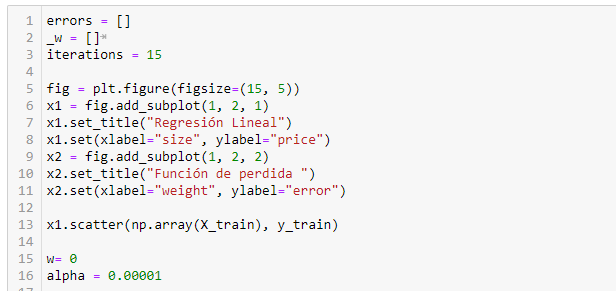 1 errors = []
2 _w = []
3 iterations = 15
4
5 fig = plt.figure(figsize=(15, 5))
6 x1 = fig.add_subplot(1, 2, 1)
7 x1.set_title("Regresión Lineal")
8 x1.set(xlabel="size", ylabel="price")
9 x2 = fig.add_subplot(1, 2, 2)
10 x2.set_title("Función de perdida ")
11 x2.set(xlabel="weight", ylabel="error")
12
13 x1.scatter(np.array(X_train), y_train)
14
15 w= 0
16 alpha = 0.00001